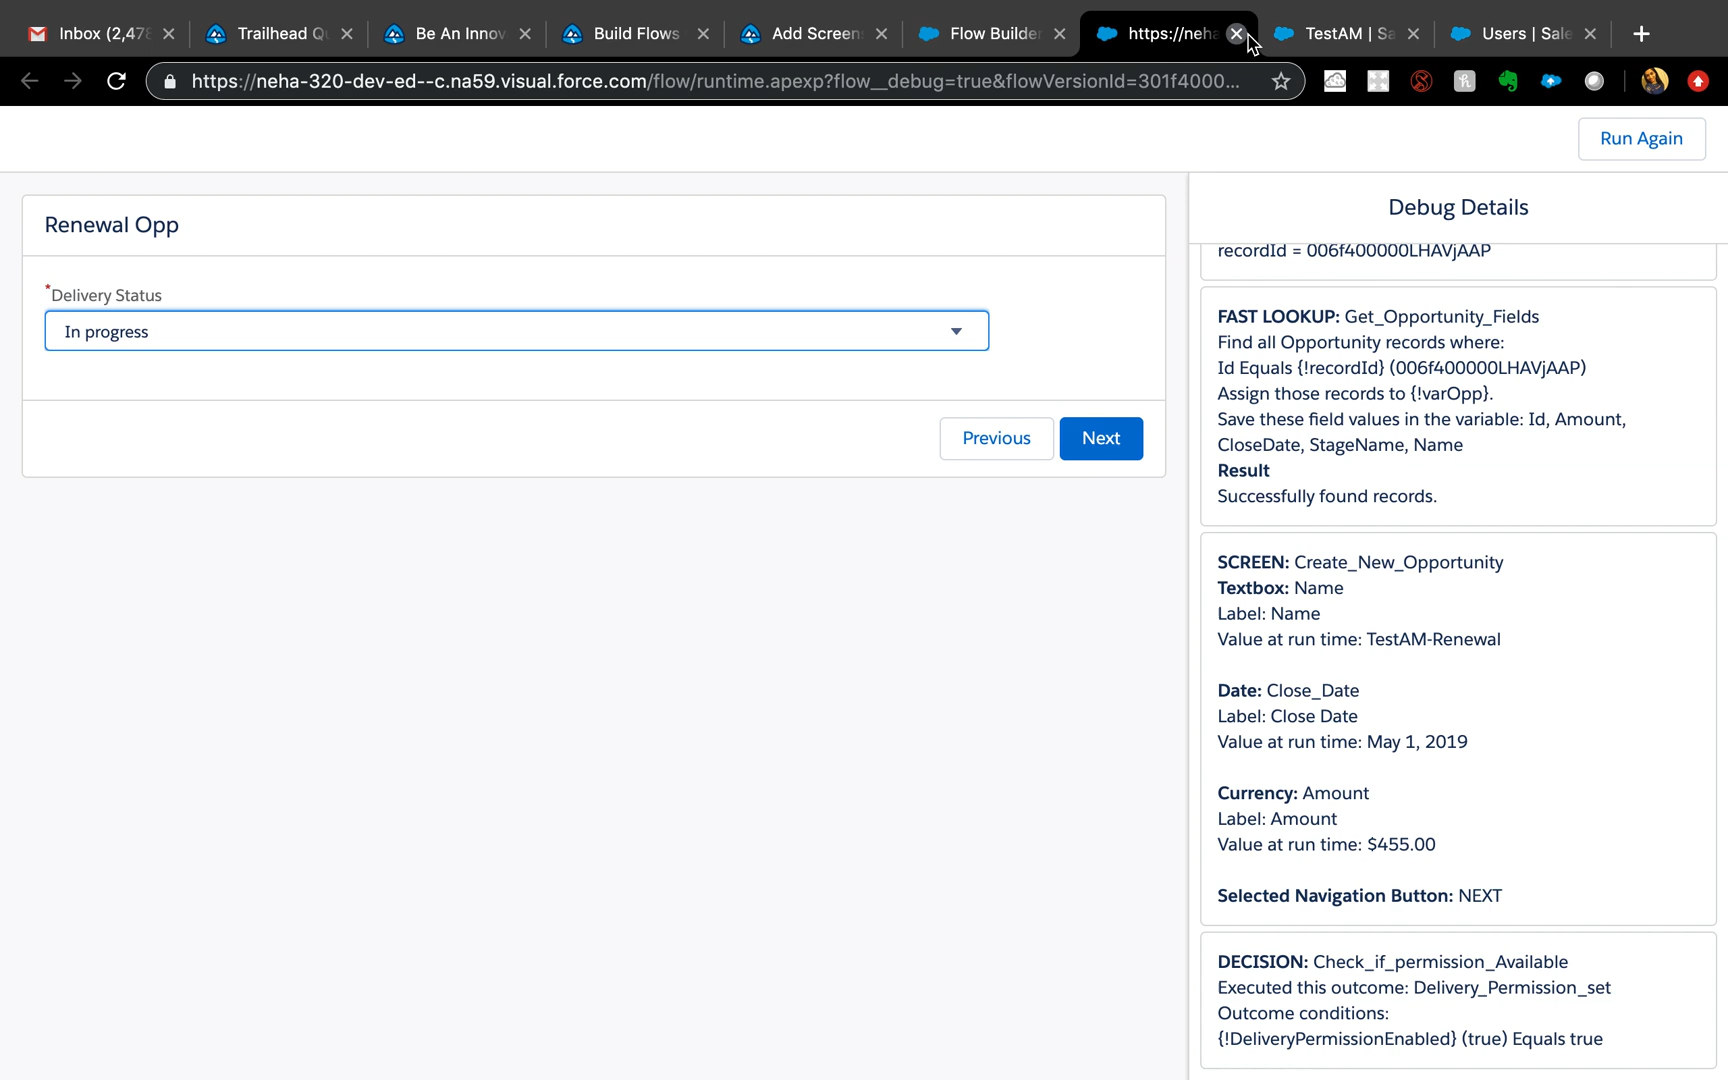 Inbox (2,478
Trailhead Qu
Be An Innov
Build Flows
Add Screen
Flow Builder
https://neha
TestAM | Sa
Users | Sale
https://neha-320-dev-ed--c.na59.visual.force.com/flow/runtime.apexp?flow__debug=true&flowVersionId=301f4000...
Run Again
Renewal Opp
*Delivery Status
In progress
Previous
Next
Debug Details
recordId = 006f400000LHAVjAAP
FAST LOOKUP: Get_Opportunity_Fields
Find all Opportunity records where:
Id Equals {!recordId} (006f400000LHAVjAAP)
Assign those records to {!varOpp}.
Save these field values in the variable: Id, Amount,
CloseDate, StageName, Name
Result
Successfully found records.
SCREEN: Create_New_Opportunity
Textbox: Name
Label: Name
Value at run time: TestAM-Renewal
Date: Close_Date
Label: Close Date
Value at run time: May 1, 2019
Currency: Amount
Label: Amount
Value at run time: $455.00
Selected Navigation Button: NEXT
DECISION: Check_if_permission_Available
Executed this outcome: Delivery_Permission_set
Outcome conditions:
{!DeliveryPermissionEnabled} (true) Equals true